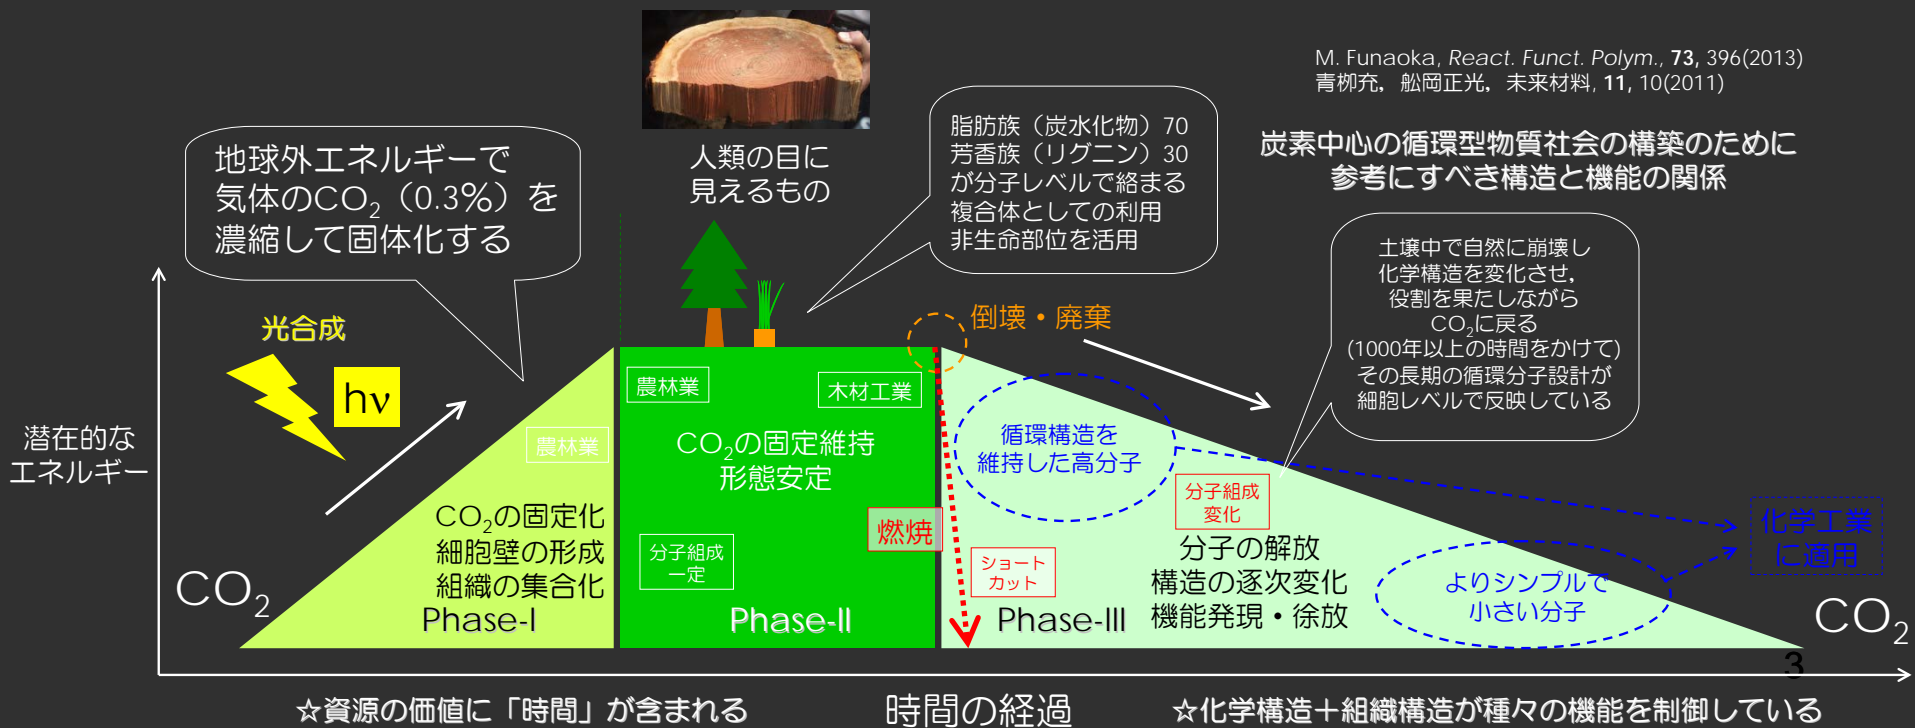 M. Funaoka, React. Funct. Polym., 73, 396(2013)
青栁充，舩岡正光，未来材料, 11, 10(2011)
炭素中心の循環型物質社会の構築のために
参考にすべき構造と機能の関係
地球外エネルギーで
気体のCO₂（0.3%）を
濃縮して固体化する
人類の目に
見えるもの
脂肪族（炭水化物）70
芳香族（リグニン）30
が分子レベルで絡まる
複合体としての利用
非生命部位を活用
土壌中で自然に崩壊し
化学構造を変化させ，
役割を果たしながら
CO₂に戻る
(1000年以上の時間をかけて)
その長期の循環分子設計が
細胞レベルで反映している
光合成
hν
倒壊・廃棄
潜在的な
エネルギー
農林業
農林業
木材工業
CO₂の固定維持
形態安定
循環構造を
維持した高分子
分子組成
変化
CO₂の固定化
細胞壁の形成
組織の集合化
Phase-I
分子組成
一定
燃焼
Phase-II
ショート
カット
Phase-III
分子の解放
構造の逐次変化
機能発現・徐放
よりシンプルで
小さい分子
化学工業
に適用
CO₂
CO₂
3
☆資源の価値に「時間」が含まれる
時間の経過
☆化学構造＋組織構造が種々の機能を制御している